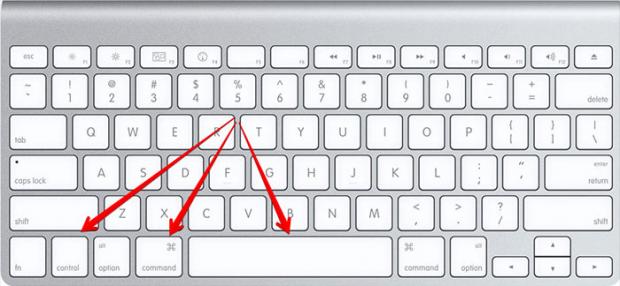 esc F1 F2 F3 F4 F5 F6 F7 F8 F9 F10 F11 F12
~ ! @ # $ % ^ & * ( ) _ +
` 1 2 3 4 5 6 7 8 9 0 - = delete
tab Q W E R T Y U I O P { [ } ] | \
caps lock A S D F G H J K L : ; " ' enter return
shift Z X C V B N M < , > . ? / shift
alt ⌘ ⌘ alt
fn control option command command option